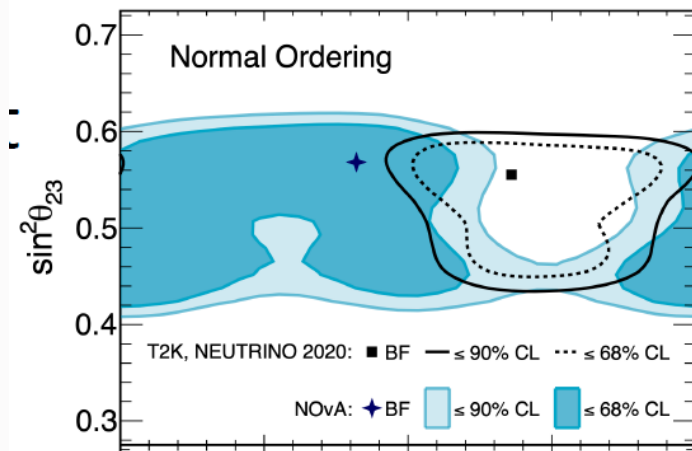 0.7
Normal Ordering
0.6
0.5
sin²θ₂₃
0.4
T2K, NEUTRINO 2020: BF ≤ 90% CL ≤ 68% CL
NOvA: BF ≤ 90% CL ≤ 68% CL
0.3